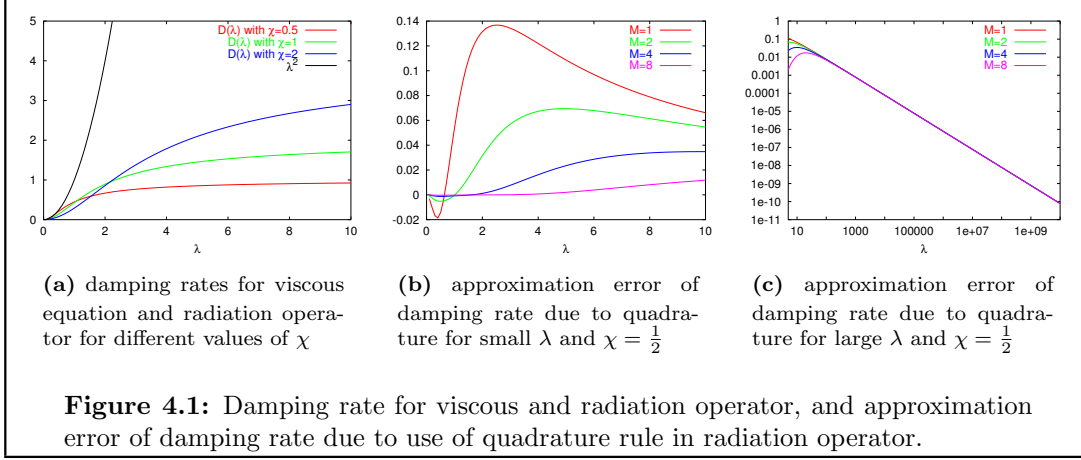 5
4
3
2
1
0
0 2 4 6 8 10
λ
D(λ) with χ=0.5
D(λ) with χ=1
D(λ) with χ=2
λ²
0.14
0.12
0.1
0.08
0.06
0.04
0.02
0
-0.02
0 2 4 6 8 10
λ
M=1
M=2
M=4
M=8
1
0.1
0.01
0.001
0.0001
1e-05
1e-06
1e-07
1e-08
1e-09
1e-10
1e-11
10 1000 100000 1e+07 1e+09
λ
M=1
M=2
M=4
M=8
(a) damping rates for viscous
equation and radiation opera-
tor for different values of χ
(b) approximation error of
damping rate due to quadra-
ture for small λ and χ = 1/2
(c) approximation error of
damping rate due to quadra-
ture for large λ and χ = 1/2
Figure 4.1: Damping rate for viscous and radiation operator, and approximation
error of damping rate due to use of quadrature rule in radiation operator.